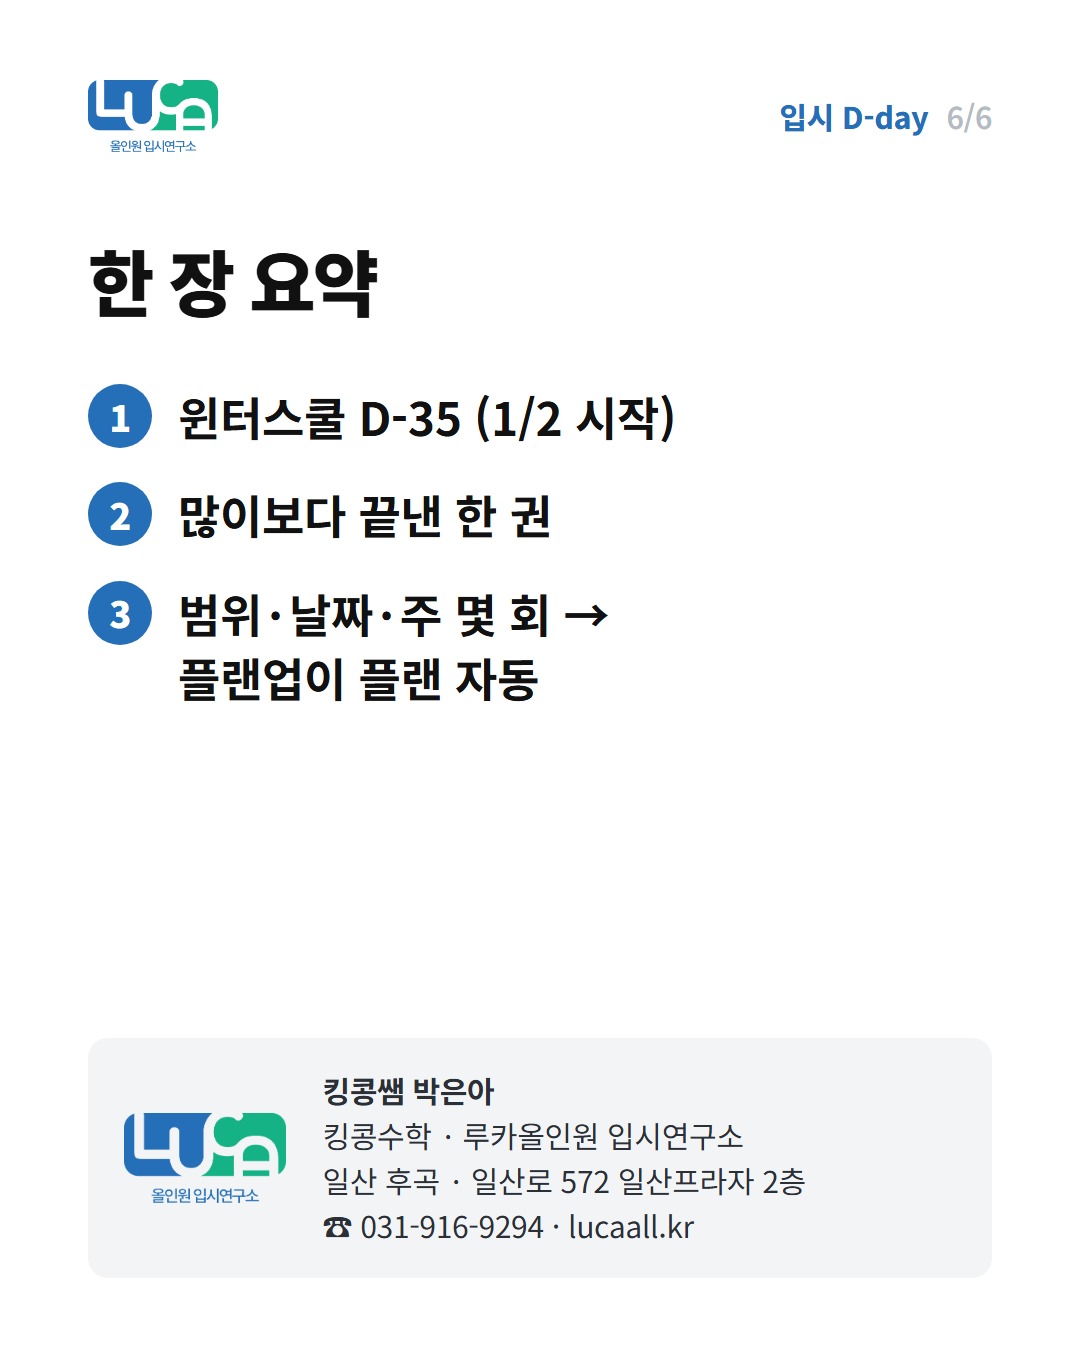 LUCA
올인원 입시연구소
입시 D-day 6/6
한 장 요약
1 윈터스쿨 D-35 (1/2 시작)
2 많이보다 끝낸 한 권
3 범위·날짜·주 몇 회 →
플랜업이 플랜 자동
LUCA
올인원 입시연구소
킹콩쌤 박은아
킹콩수학 · 루카올인원 입시연구소
일산 후곡 · 일산로 572 일산프라자 2층
☎ 031-916-9294 · lucaall.kr